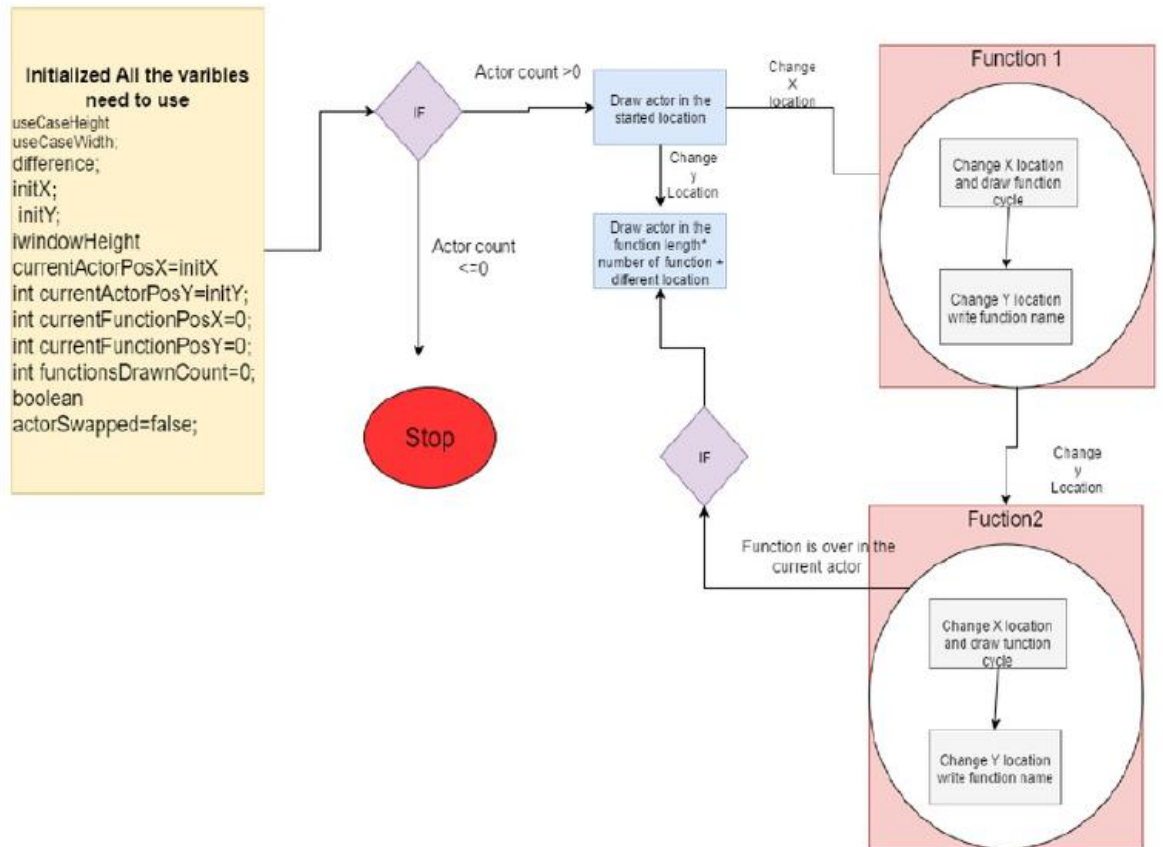 Initialized All the varibles
need to use
useCaseHeight
useCaseWidth;
difference;
initX;
initY;
iwindowHeight
currentActorPosX=initX
int currentActorPosY=initY;
int currentFunctionPosX=0;
int currentFunctionPosY=0;
int functionsDrawnCount=0;
boolean
actorSwapped=false;
IF
Actor count >0
Actor count
<=0
Stop
Draw actor in the
started location
Change
X
location
Change
y
Location
Draw actor in the
function length*
number of function +
different location
Function 1
Change X location
and draw function
cycle
Change Y location
write function name
Change
y
Location
IF
Function is over in the
current actor
Fuction2
Change X location
and draw function
cycle
Change Y location
write function name